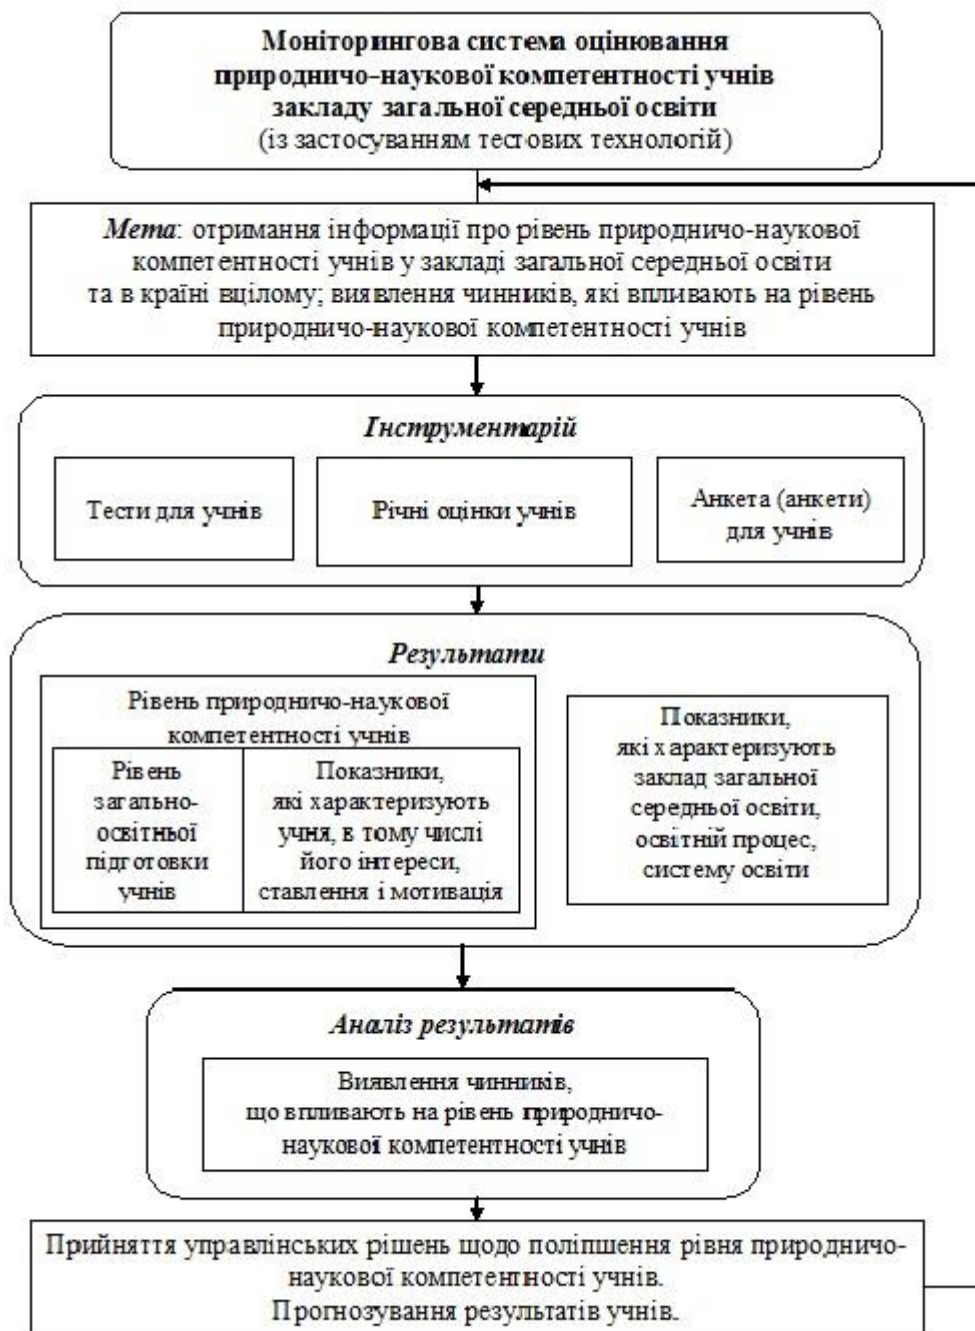 Моніторингова система оцінювання
природничо-наукової компетентності учнів
закладу загальної середньої освіти
(із застосуванням тестових технологій)
Мета: отримання інформації про рівень природничо-наукової
компетентності учнів у закладі загальної середньої освіти
та в країні вцілому; виявлення чинників, які впливають на рівень
природничо-наукової компетентності учнів
Інструментарій
Тести для учнів
Річні оцінки учнів
Анкета (анкети)
для учнів
Результати
Рівень природничо-наукової
компетентності учнів
Рівень
загально-
освітньої
підготовки
учнів
Показники,
які характеризують
учня, в тому числі
його інтереси,
ставлення і мотивація
Показники,
які характеризують
заклад загальної
середньої освіти,
освітній процес,
систему освіти
Аналіз результатів
Виявлення чинників,
що впливають на рівень природничо-
наукової компетентності учнів
Прийняття управлінських рішень щодо поліпшення рівня природничо-
наукової компетентності учнів.
Прогнозування результатів учнів.